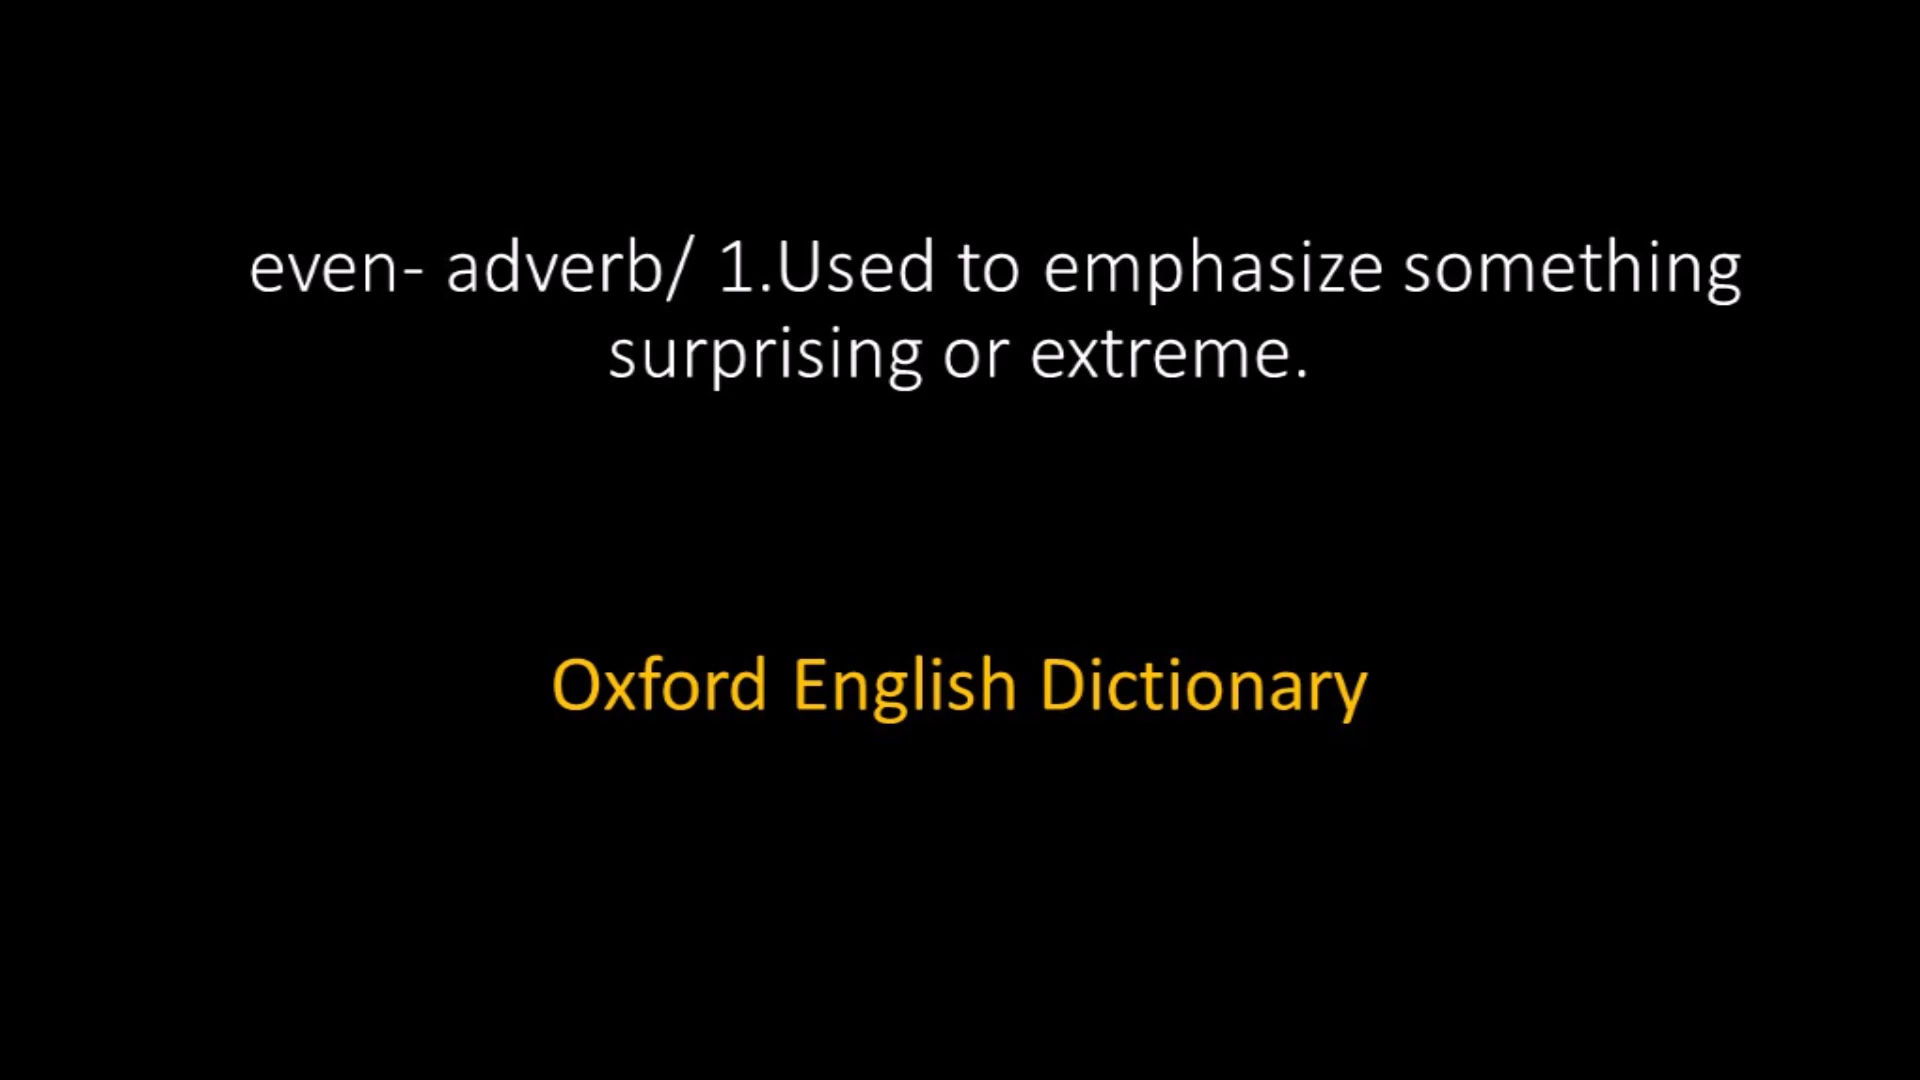 even- adverb/ 1.Used to emphasize something
surprising or extreme.
Oxford English Dictionary